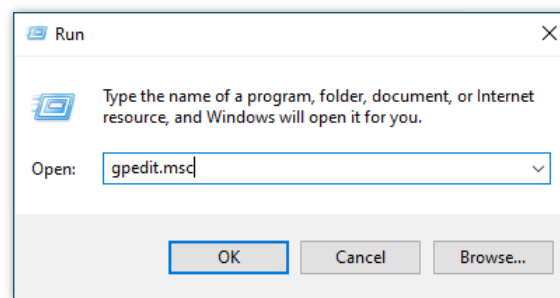 Run
Type the name of a program, folder, document, or Internet
resource, and Windows will open it for you.
Open: gpedit.msc
OK Cancel Browse...